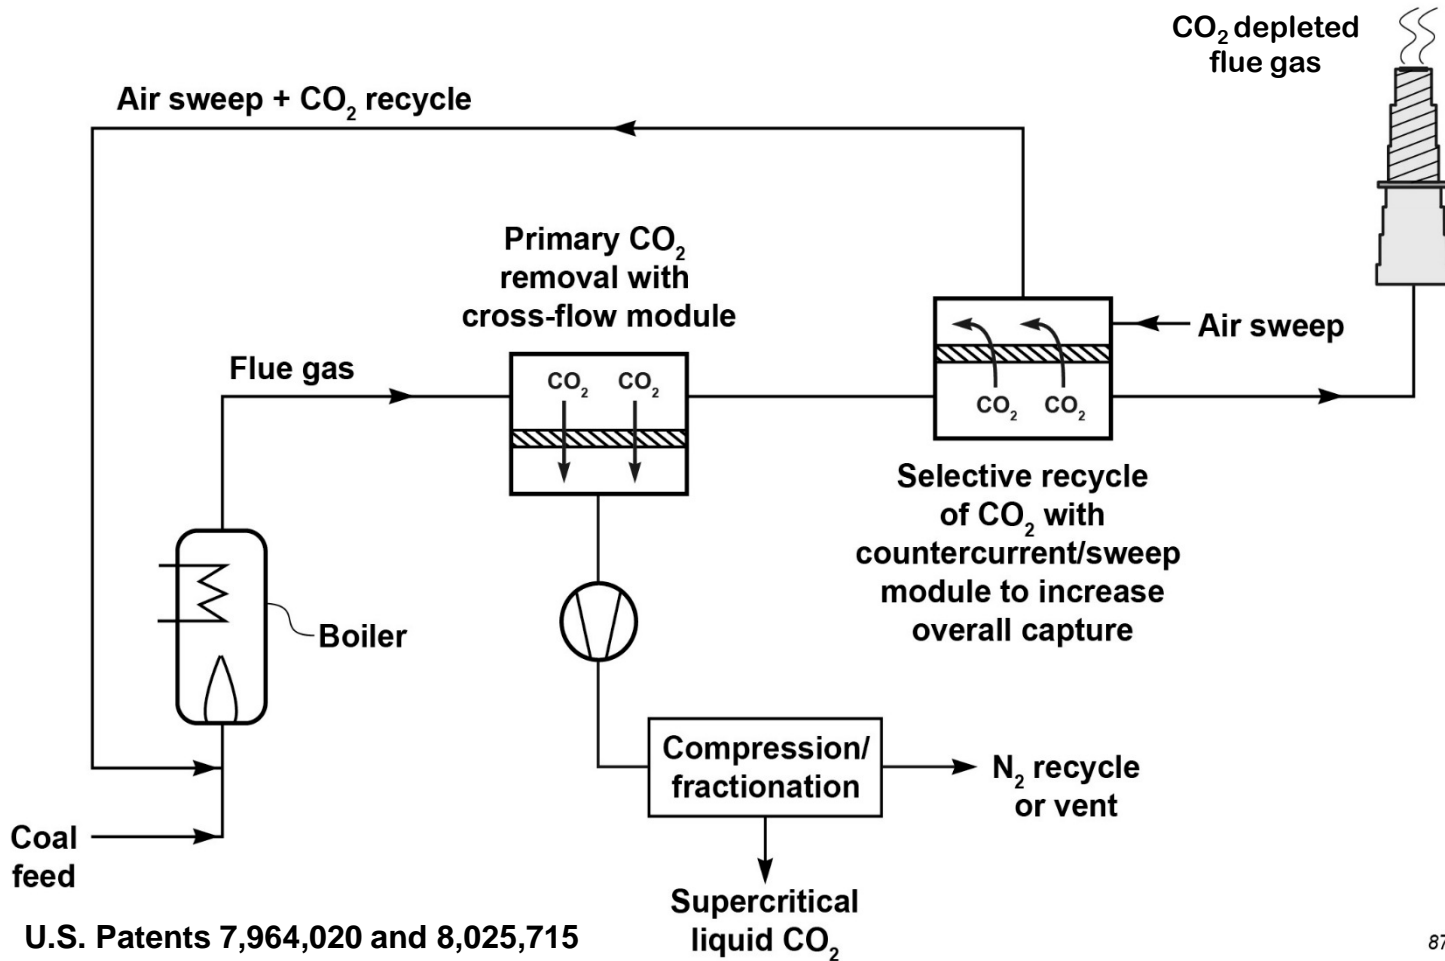 CO₂ depleted
flue gas
Air sweep + CO₂ recycle
Primary CO₂
removal with
cross-flow module
Air sweep
Flue gas
CO₂ CO₂
CO₂ CO₂
Selective recycle
of CO₂ with
countercurrent/sweep
module to increase
overall capture
Boiler
Compression/
fractionation
N₂ recycle
or vent
Coal
feed
Supercritical
liquid CO₂
U.S. Patents 7,964,020 and 8,025,715
87